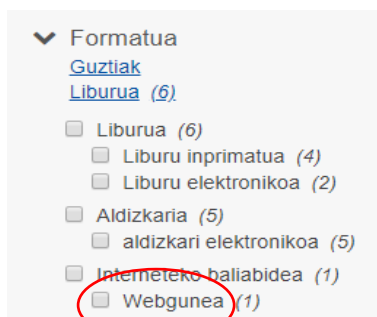 Formatua
Guztiak
Liburua (6)
Liburua (6)
Liburu inprimatua (4)
Liburu elektronikoa (2)
Aldizkaria (5)
aldizkari elektronikoa (5)
Interneteko baliabidea (1)
Webgunea (1)